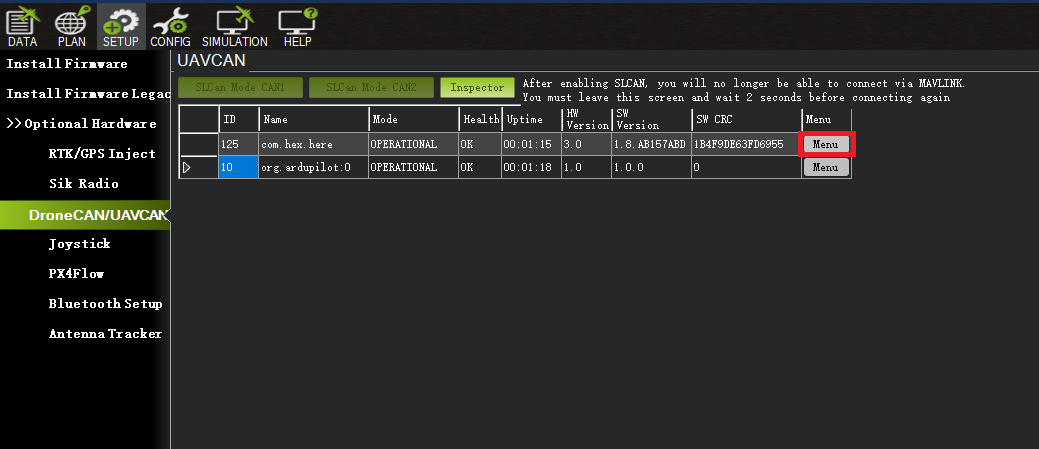 DATA PLAN SETUP CONFIG SIMULATION HELP
Install Firmware
Install Firmware Legac
>>Optional Hardware
RTK/GPS Inject
Sik Radio
DroneCAN/UAVCAN
Joystick
PX4Flow
Bluetooth Setup
Antenna Tracker
UAVCAN
SLCan Mode CAN1 SLCan Mode CAN2 Inspector
After enabling SLCAN, you will no longer be able to connect via MAVLINK.
You must leave this screen and wait 2 seconds before connecting again
ID Name Mode Health Uptime HW Version SW Version SW CRC Menu
125 com.hex.here OPERATIONAL OK 00:01:15 3.0 1.8.AB157ABD 1B4F9DE63FD6955 Menu
10 org.ardupilot:0 OPERATIONAL OK 00:01:18 1.0 1.0.0 0 Menu